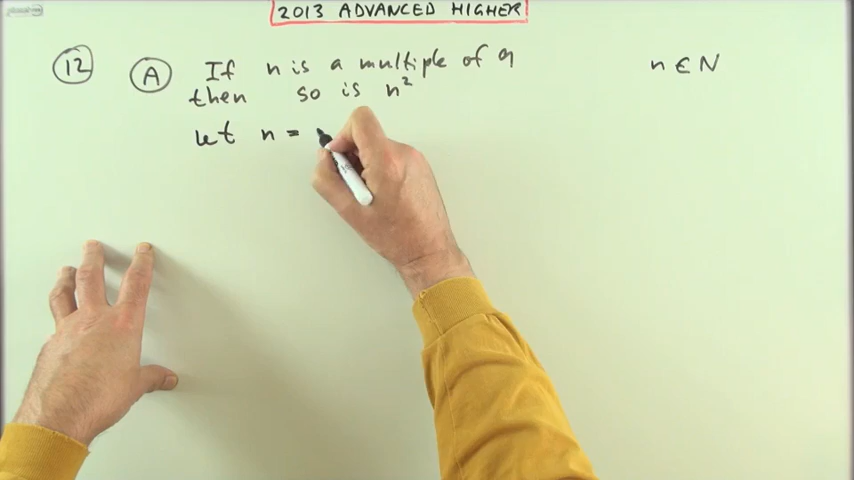 2013 ADVANCED HIGHER
12 A If n is a multiple of 9 n ∈ N
then so is n²
let n =